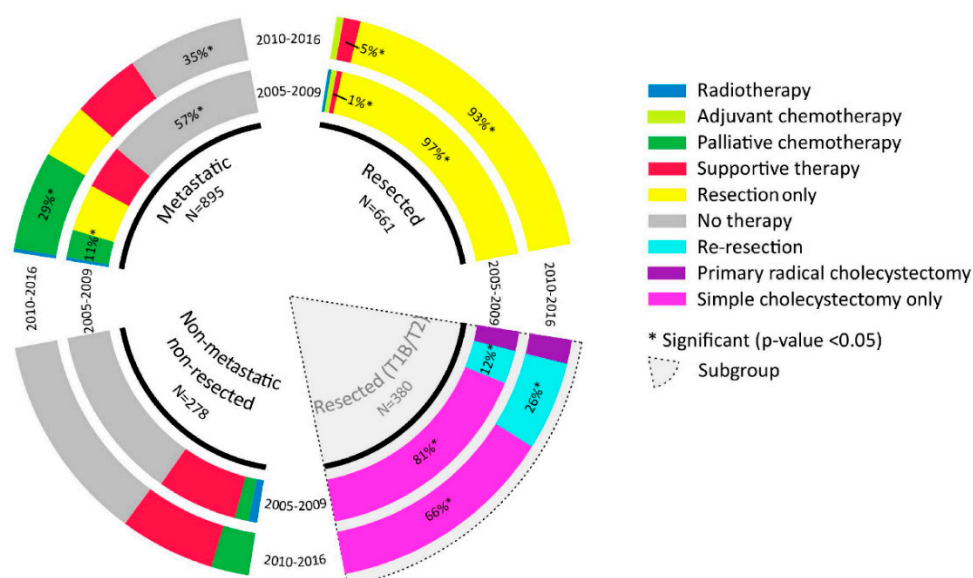 2010-2016
2005-2009
35%*
57%*
29%*
11%*
Metastatic
N=895
5%*
1%*
93%*
97%*
Resected
N=661
2010-2016
2005-2009
2005-2009
2010-2016
Non-metastatic
non-resected
N=278
Resected (T1B/T2)
N=380
12%*
26%*
81%*
66%*
2005-2009
2010-2016
Radiotherapy
Adjuvant chemotherapy
Palliative chemotherapy
Supportive therapy
Resection only
No therapy
Re-resection
Primary radical cholecystectomy
Simple cholecystectomy only
* Significant (p-value <0.05)
Subgroup